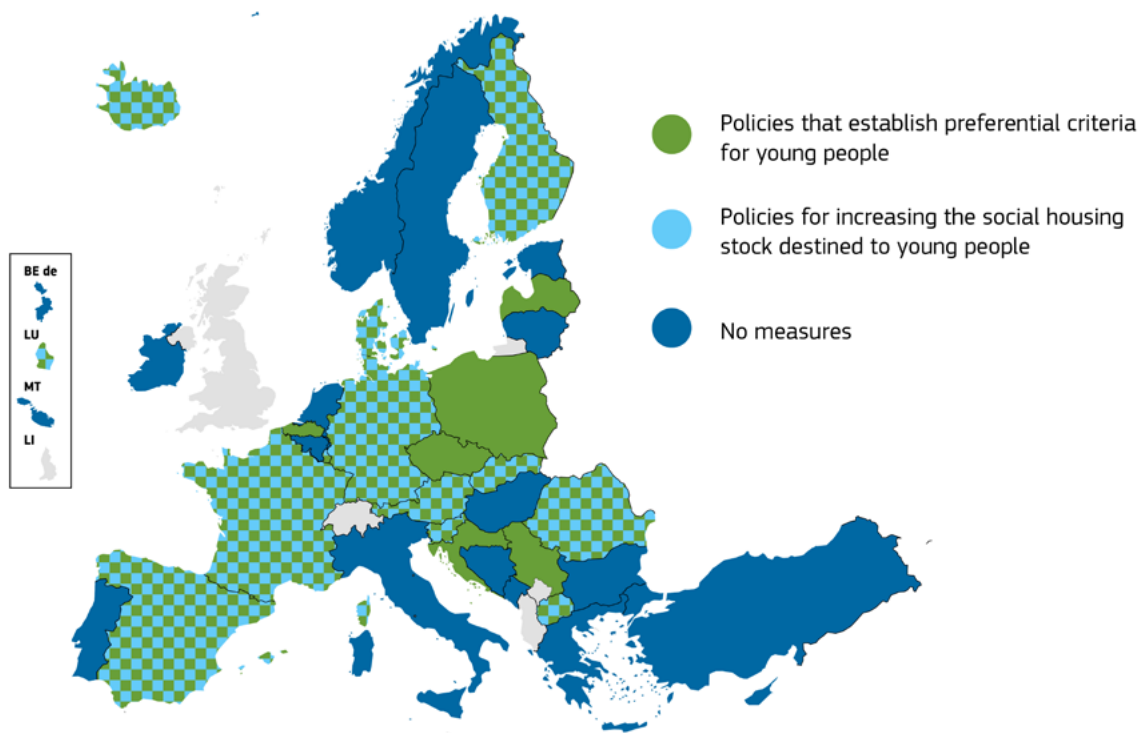 Policies that establish preferential criteria
for young people
Policies for increasing the social housing
stock destined to young people
No measures
BE de
LU
MT
LI